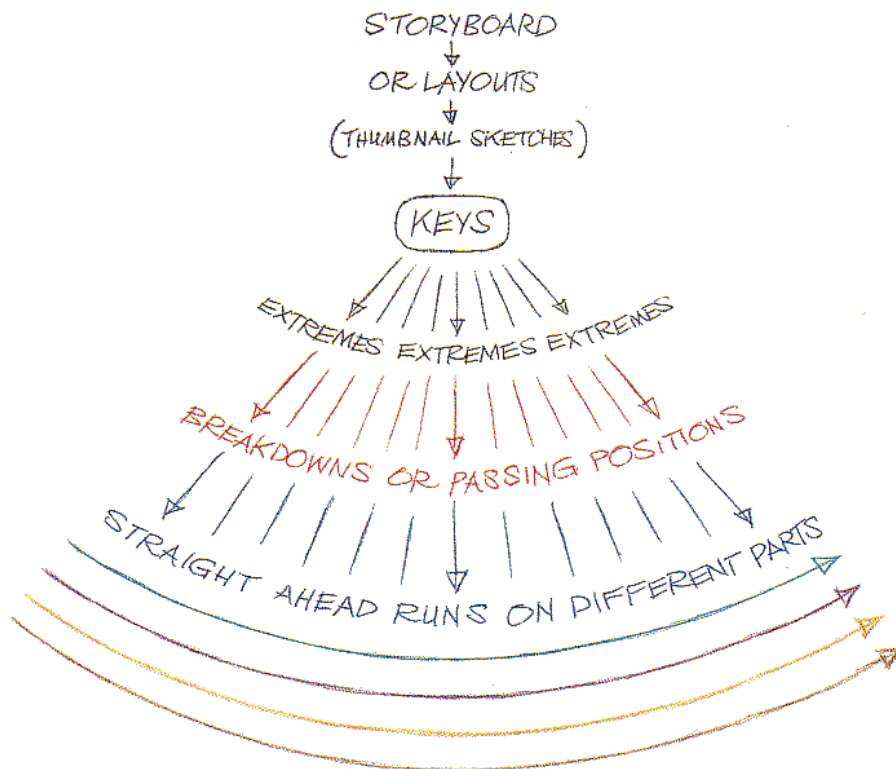 STORYBOARD
OR LAYOUTS
(THUMBNAIL SKETCHES)
KEYS
EXTREMES EXTREMES EXTREMES
BREAKDOWNS OR PASSING POSITIONS
STRAIGHT AHEAD RUNS ON DIFFERENT PARTS